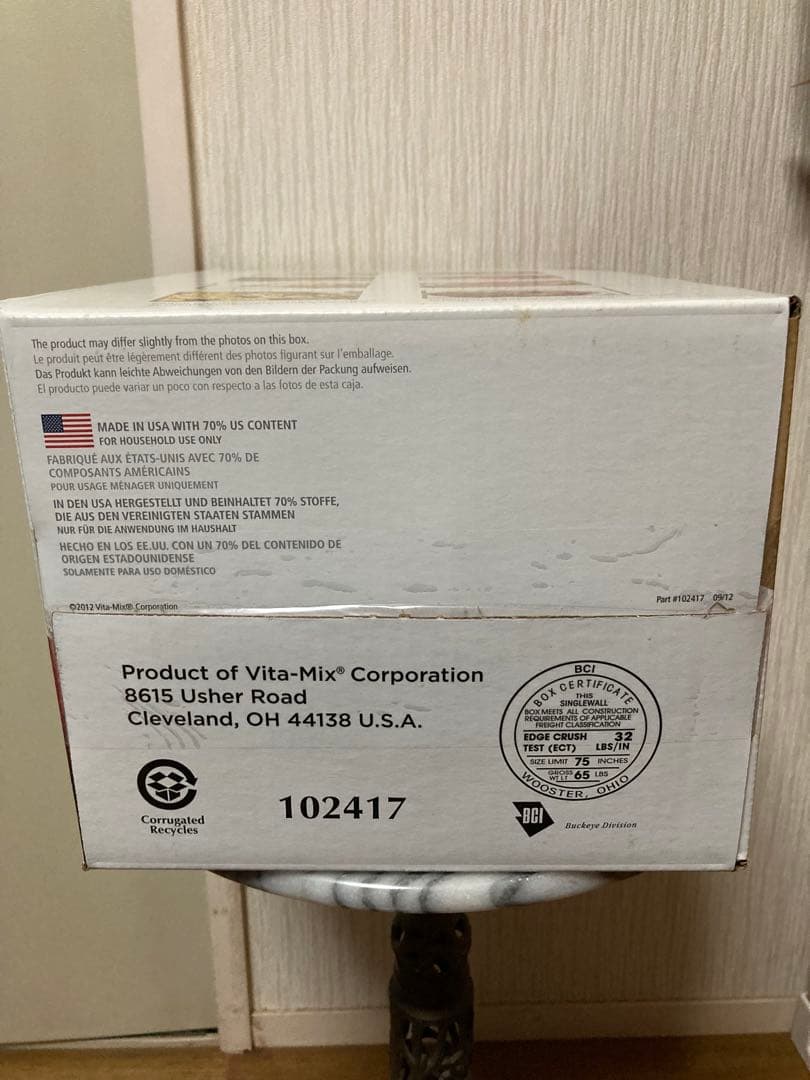 The product may differ slightly from the photos on this box.
Le produit peut être légèrement différent des photos figurant sur l'emballage.
Das Produkt kann leichte Abweichungen von den Bildern der Packung aufweisen.
El producto puede variar un poco con respecto a las fotos de esta caja.
MADE IN USA WITH 70% US CONTENT
FOR HOUSEHOLD USE ONLY
FABRIQUÉ AUX ÉTATS-UNIS AVEC 70% DE
COMPOSANTS AMÉRICAINS
POUR USAGE MÉNAGER UNIQUEMENT
IN DEN USA HERGESTELLT UND BEINHALTET 70% STOFFE,
DIE AUS DEN VEREINIGTEN STAATEN STAMMEN
NUR FÜR DIE ANWENDUNG IM HAUSHALT
HECHO EN LOS EE.UU. CON UN 70% DEL CONTENIDO DE
ORIGEN ESTADOUNIDENSE
SOLAMENTE PARA USO DOMÉSTICO
©2012 Vita-Mix® Corporation
Part #102417 09/12
Product of Vita-Mix® Corporation
8615 Usher Road
Cleveland, OH 44138 U.S.A.
Corrugated
Recycles
102417
BCI
BOX CERTIFICATE
THIS
SINGLEWALL
BOX MEETS ALL CONSTRUCTION
REQUIREMENTS OF APPLICABLE
FREIGHT CLASSIFICATION
EDGE CRUSH 32
TEST (ECT) LBS/IN
SIZE LIMIT 75 INCHES
GROSS
WT LT 65 LBS
WOOSTER, OHIO
BCI
Buckeye Division